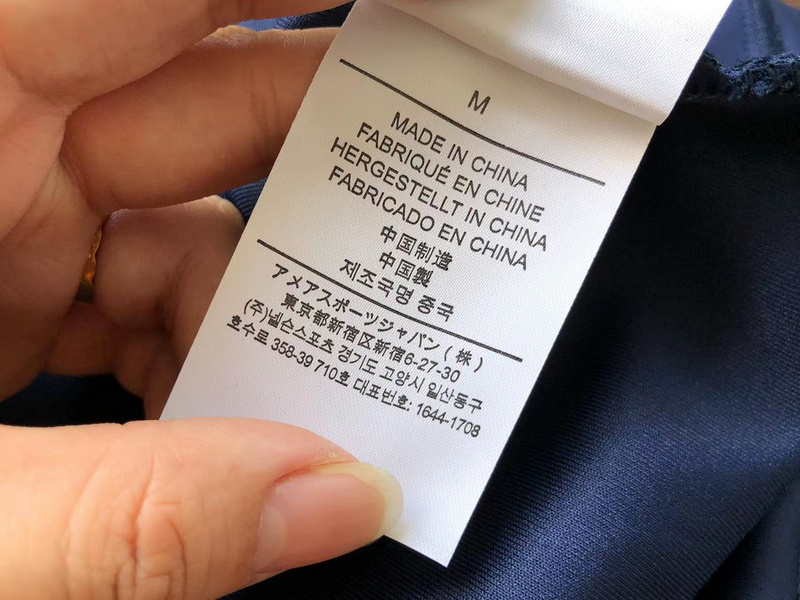 M
MADE IN CHINA
FABRIQUÉ EN CHINE
HERGESTELLT IN CHINA
FABRICADO EN CHINA
中国制造
中国製
제조국명 중국
アメアスポーツジャパン(株)
東京都新宿区新宿6-27-30
(주)넬슨스포츠 경기도 고양시 일산동구
호수로 358-39 710호 대표번호: 1644-1708